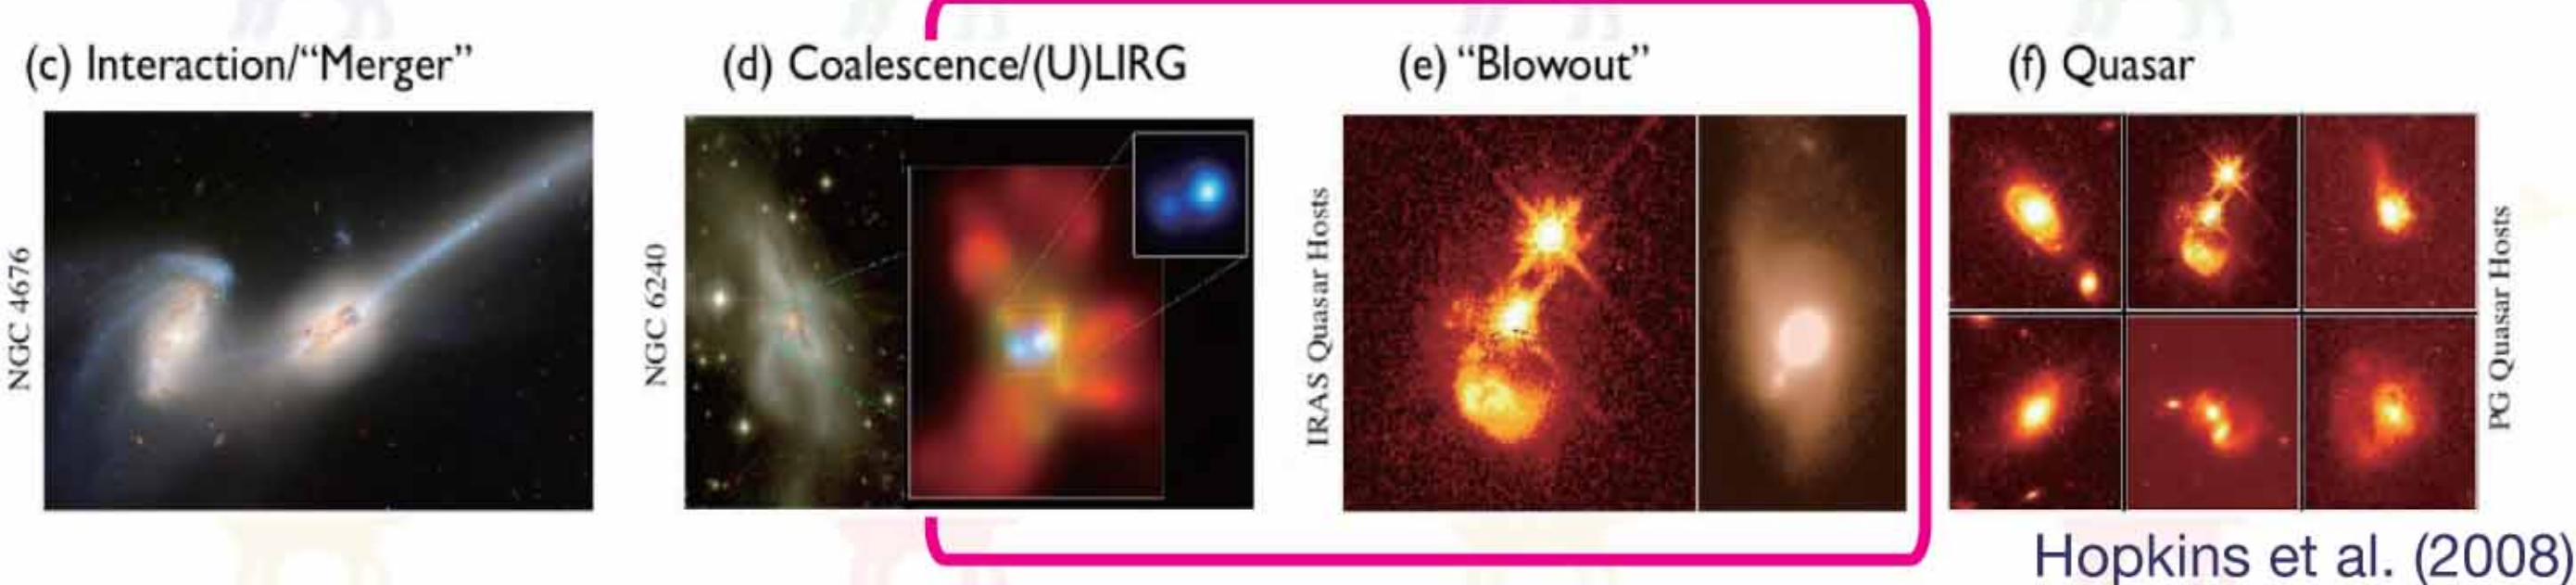 (c) Interaction/“Merger”
(d) Coalescence/(U)LIRG
(e) “Blowout”
(f) Quasar
NGC 4676
NGC 6240
IRAS Quasar Hosts
PG Quasar Hosts
Hopkins et al. (2008)